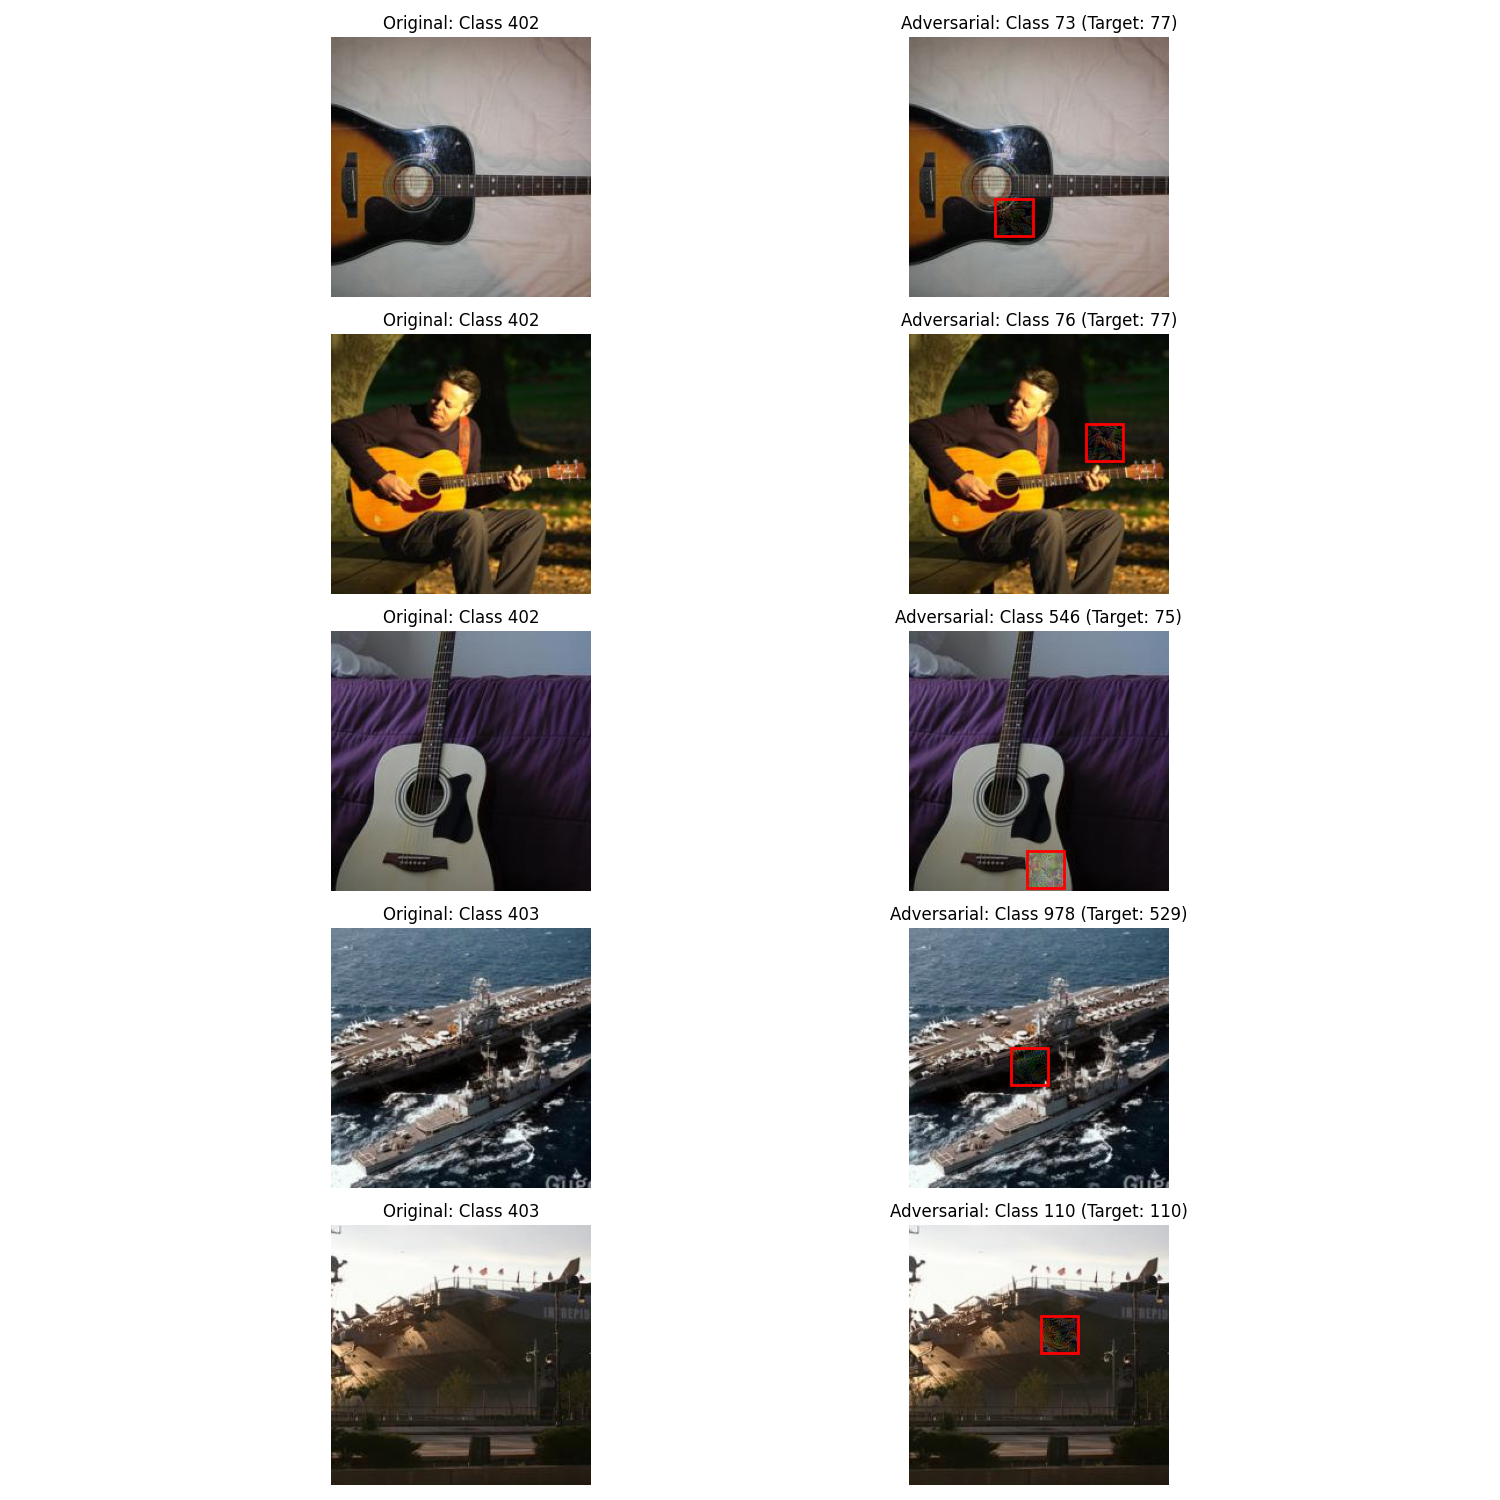 Original: Class 402
Adversarial: Class 73 (Target: 77)
Original: Class 402
Adversarial: Class 76 (Target: 77)
Original: Class 402
Adversarial: Class 546 (Target: 75)
Original: Class 403
Adversarial: Class 978 (Target: 529)
Original: Class 403
Adversarial: Class 110 (Target: 110)